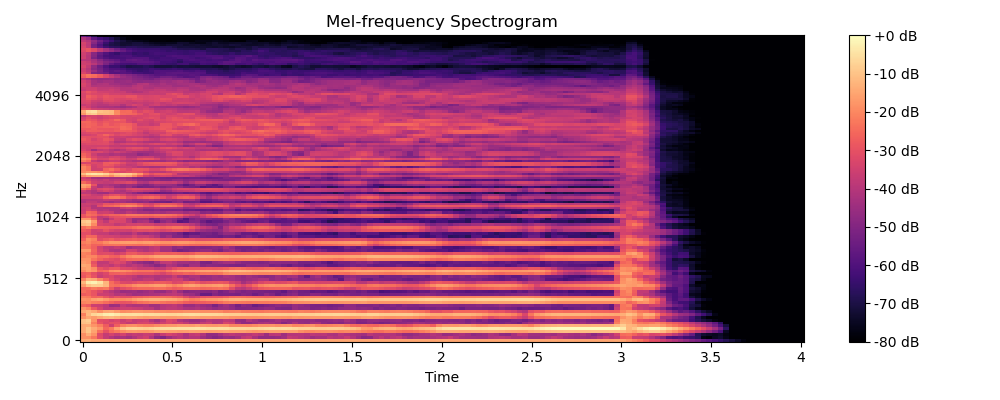 Mel-frequency Spectrogram
Hz
4096
2048
1024
512
0
0
0.5
1
1.5
2
2.5
3
3.5
4
Time
+0 dB
-10 dB
-20 dB
-30 dB
-40 dB
-50 dB
-60 dB
-70 dB
-80 dB